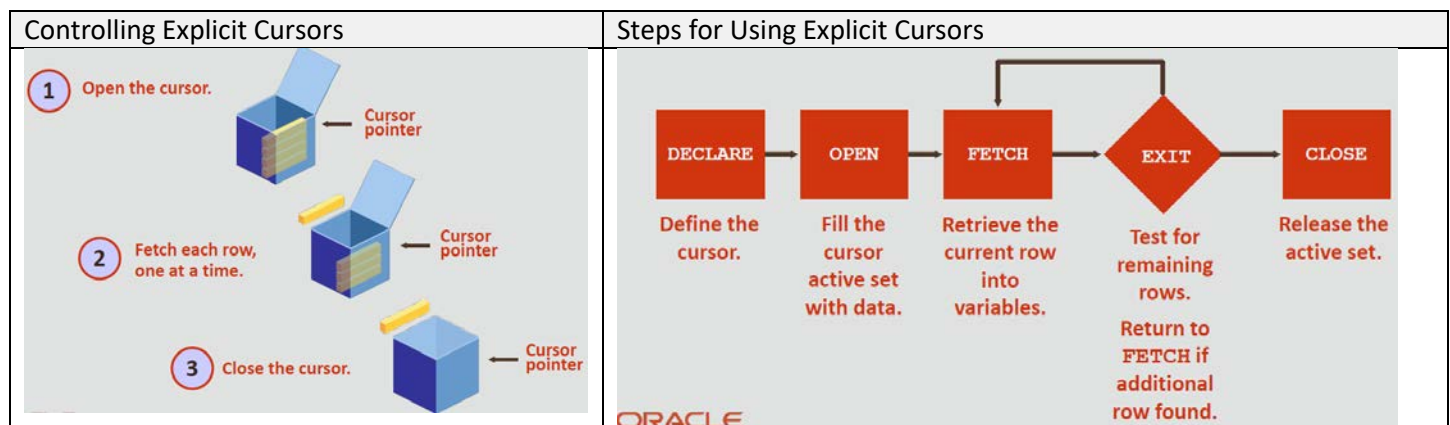 Controlling Explicit Cursors
1
Open the cursor.
Cursor
pointer
2
Fetch each row,
one at a time.
Cursor
pointer
3
Close the cursor.
Cursor
pointer
Steps for Using Explicit Cursors
DECLARE
OPEN
FETCH
EXIT
CLOSE
Define the
cursor.
Fill the
cursor
active set
with data.
Retrieve the
current row
into
variables.
Test for
remaining
rows.
Return to
FETCH if
additional
row found.
Release the
active set.
ORACLE